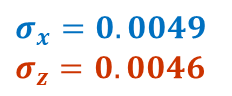 σx = 0.0049
σz = 0.0046